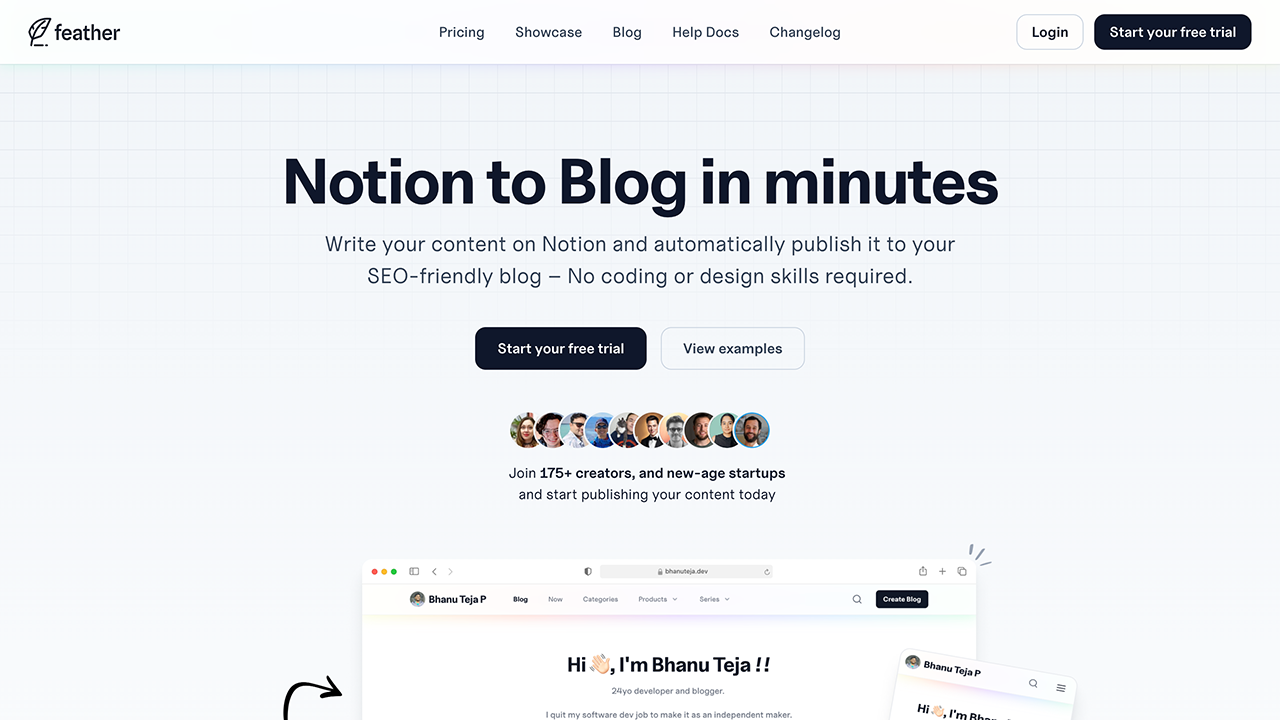 feather
Pricing Showcase Blog Help Docs Changelog
Login Start your free trial
Notion to Blog in minutes
Write your content on Notion and automatically publish it to your
SEO-friendly blog – No coding or design skills required.
Start your free trial View examples
Join 175+ creators, and new-age startups
and start publishing your content today
bhanuteja.dev
Bhanu Teja P Blog Now Categories Products Series Create Blog
Hi 👋🏻, I'm Bhanu Teja !!
24yo developer and blogger.
I quit my software dev job to make it as an independent maker.
Bhanu Teja P
Hi 👋🏻, I'm Bhanu Teja !!